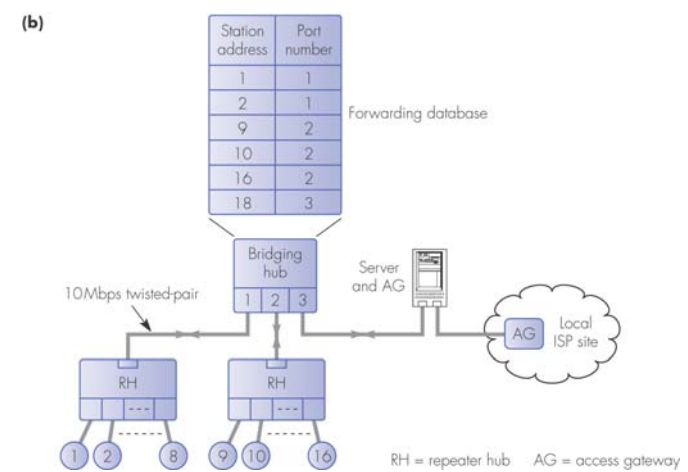 (b)
Station address Port number
1 1
2 1
9 2
10 2
16 2
18 3
Forwarding database
Bridging
hub
1 2 3
Server
and AG
10Mbps twisted-pair
AG
Local
ISP site
RH RH
1 2 8 9 10 16
RH = repeater hub AG = access gateway